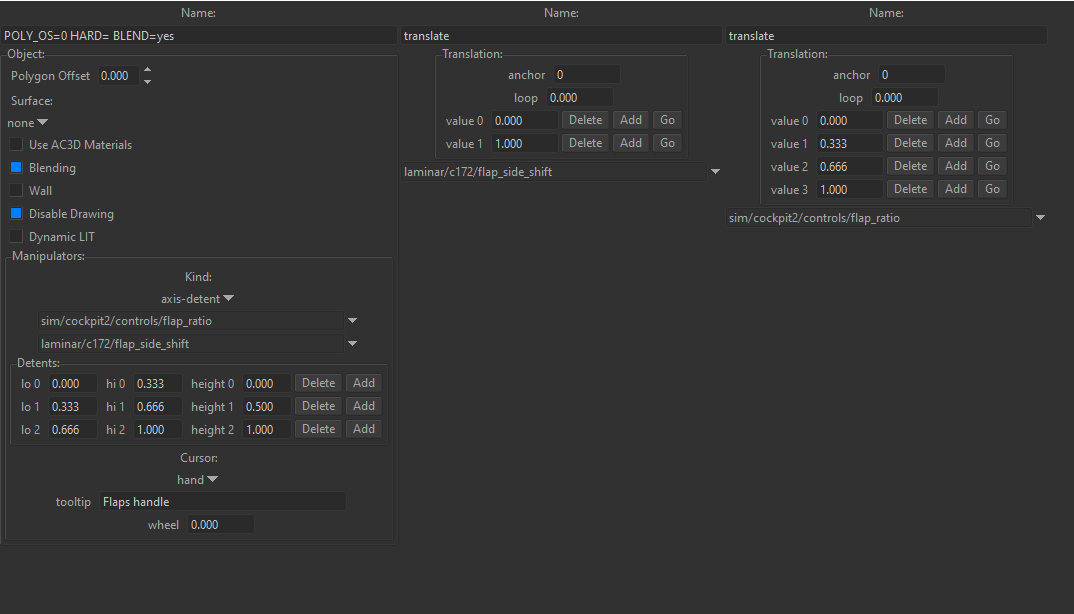 Name:
POLY_OS=0 HARD= BLEND=yes
Object:
Polygon Offset 0.000
Surface:
none
Use AC3D Materials
Blending
Wall
Disable Drawing
Dynamic LIT
Manipulators:
Kind:
axis-detent
sim/cockpit2/controls/flap_ratio
laminar/c172/flap_side_shift
Detents:
lo 0 0.000 hi 0 0.333 height 0 0.000 Delete Add
lo 1 0.333 hi 1 0.666 height 1 0.500 Delete Add
lo 2 0.666 hi 2 1.000 height 2 1.000 Delete Add
Cursor:
hand
tooltip Flaps handle
wheel 0.000
Name:
translate
Translation:
anchor 0
loop 0.000
value 0 0.000 Delete Add Go
value 1 1.000 Delete Add Go
laminar/c172/flap_side_shift
Name:
translate
Translation:
anchor 0
loop 0.000
value 0 0.000 Delete Add Go
value 1 0.333 Delete Add Go
value 2 0.666 Delete Add Go
value 3 1.000 Delete Add Go
sim/cockpit2/controls/flap_ratio